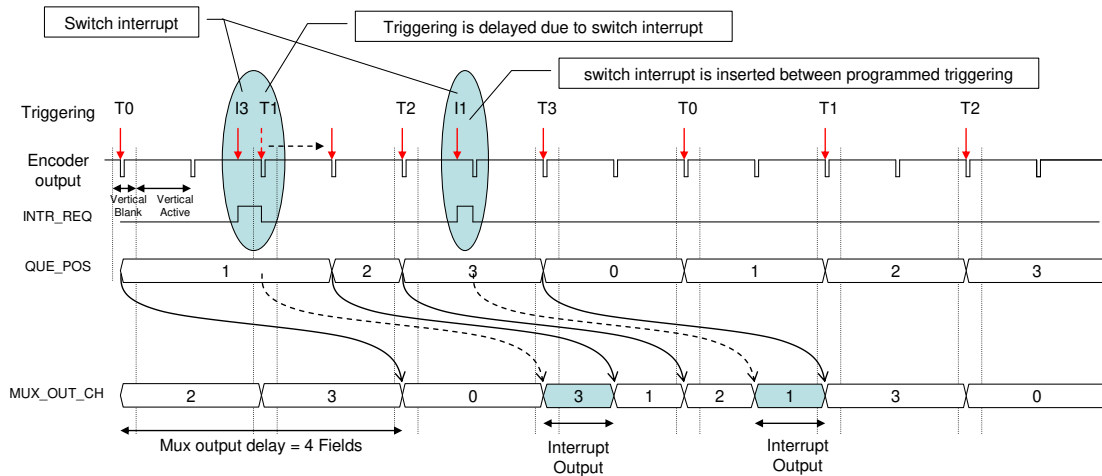 Switch interrupt
Triggering is delayed due to switch interrupt
switch interrupt is inserted between programmed triggering
Triggering T0 I3 T1 T2 I1 T3 T0 T1 T2
Encoder
output
Vertical
Blank
Vertical
Active
INTR_REQ
QUE_POS 1 2 3 0 1 2 3
MUX_OUT_CH 2 3 0 3 1 2 1 3 0
Mux output delay = 4 Fields
Interrupt
Output
Interrupt
Output